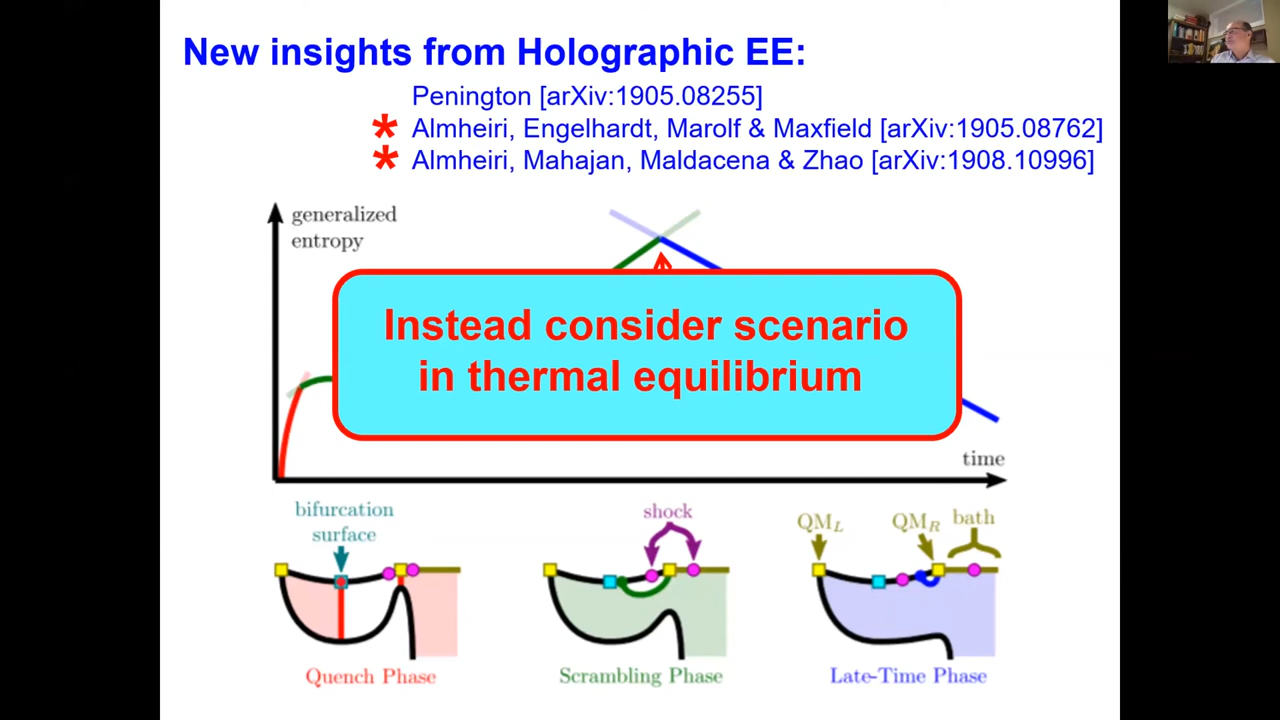 New insights from Holographic EE:
Penington [arXiv:1905.08255]
* Almheiri, Engelhardt, Marolf & Maxfield [arXiv:1905.08762]
* Almheiri, Mahajan, Maldacena & Zhao [arXiv:1908.10996]
generalized
entropy
Instead consider scenario
in thermal equilibrium
time
bifurcation
surface
shock
QM_L
QM_R
bath
Quench Phase
Scrambling Phase
Late-Time Phase